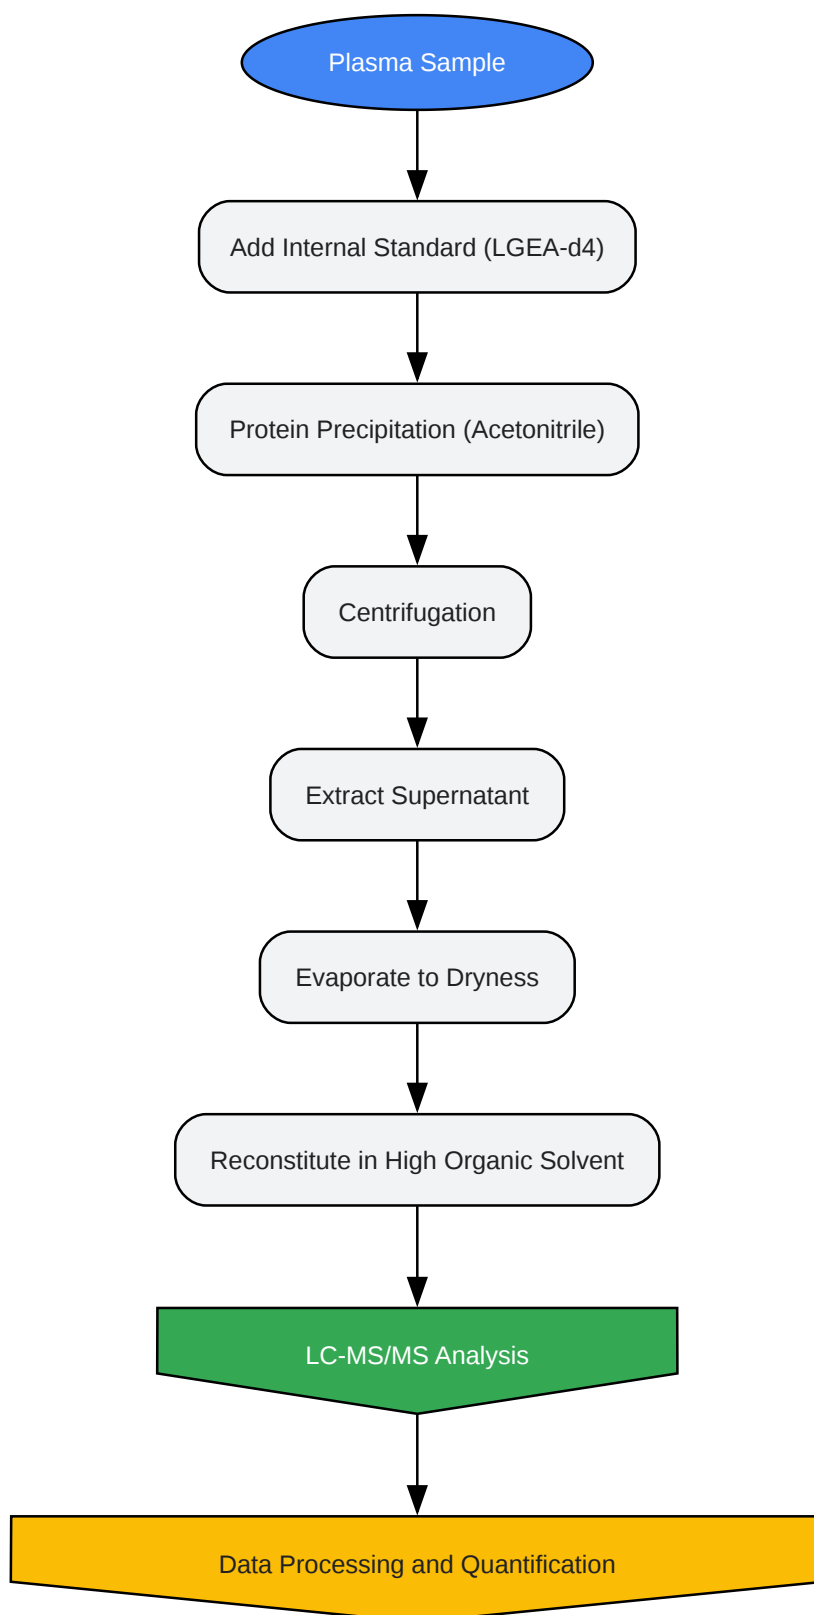 Plasma Sample
Add Internal Standard (LGEA-d4)
Protein Precipitation (Acetonitrile)
Centrifugation
Extract Supernatant
Evaporate to Dryness
Reconstitute in High Organic Solvent
LC-MS/MS Analysis
Data Processing and Quantification